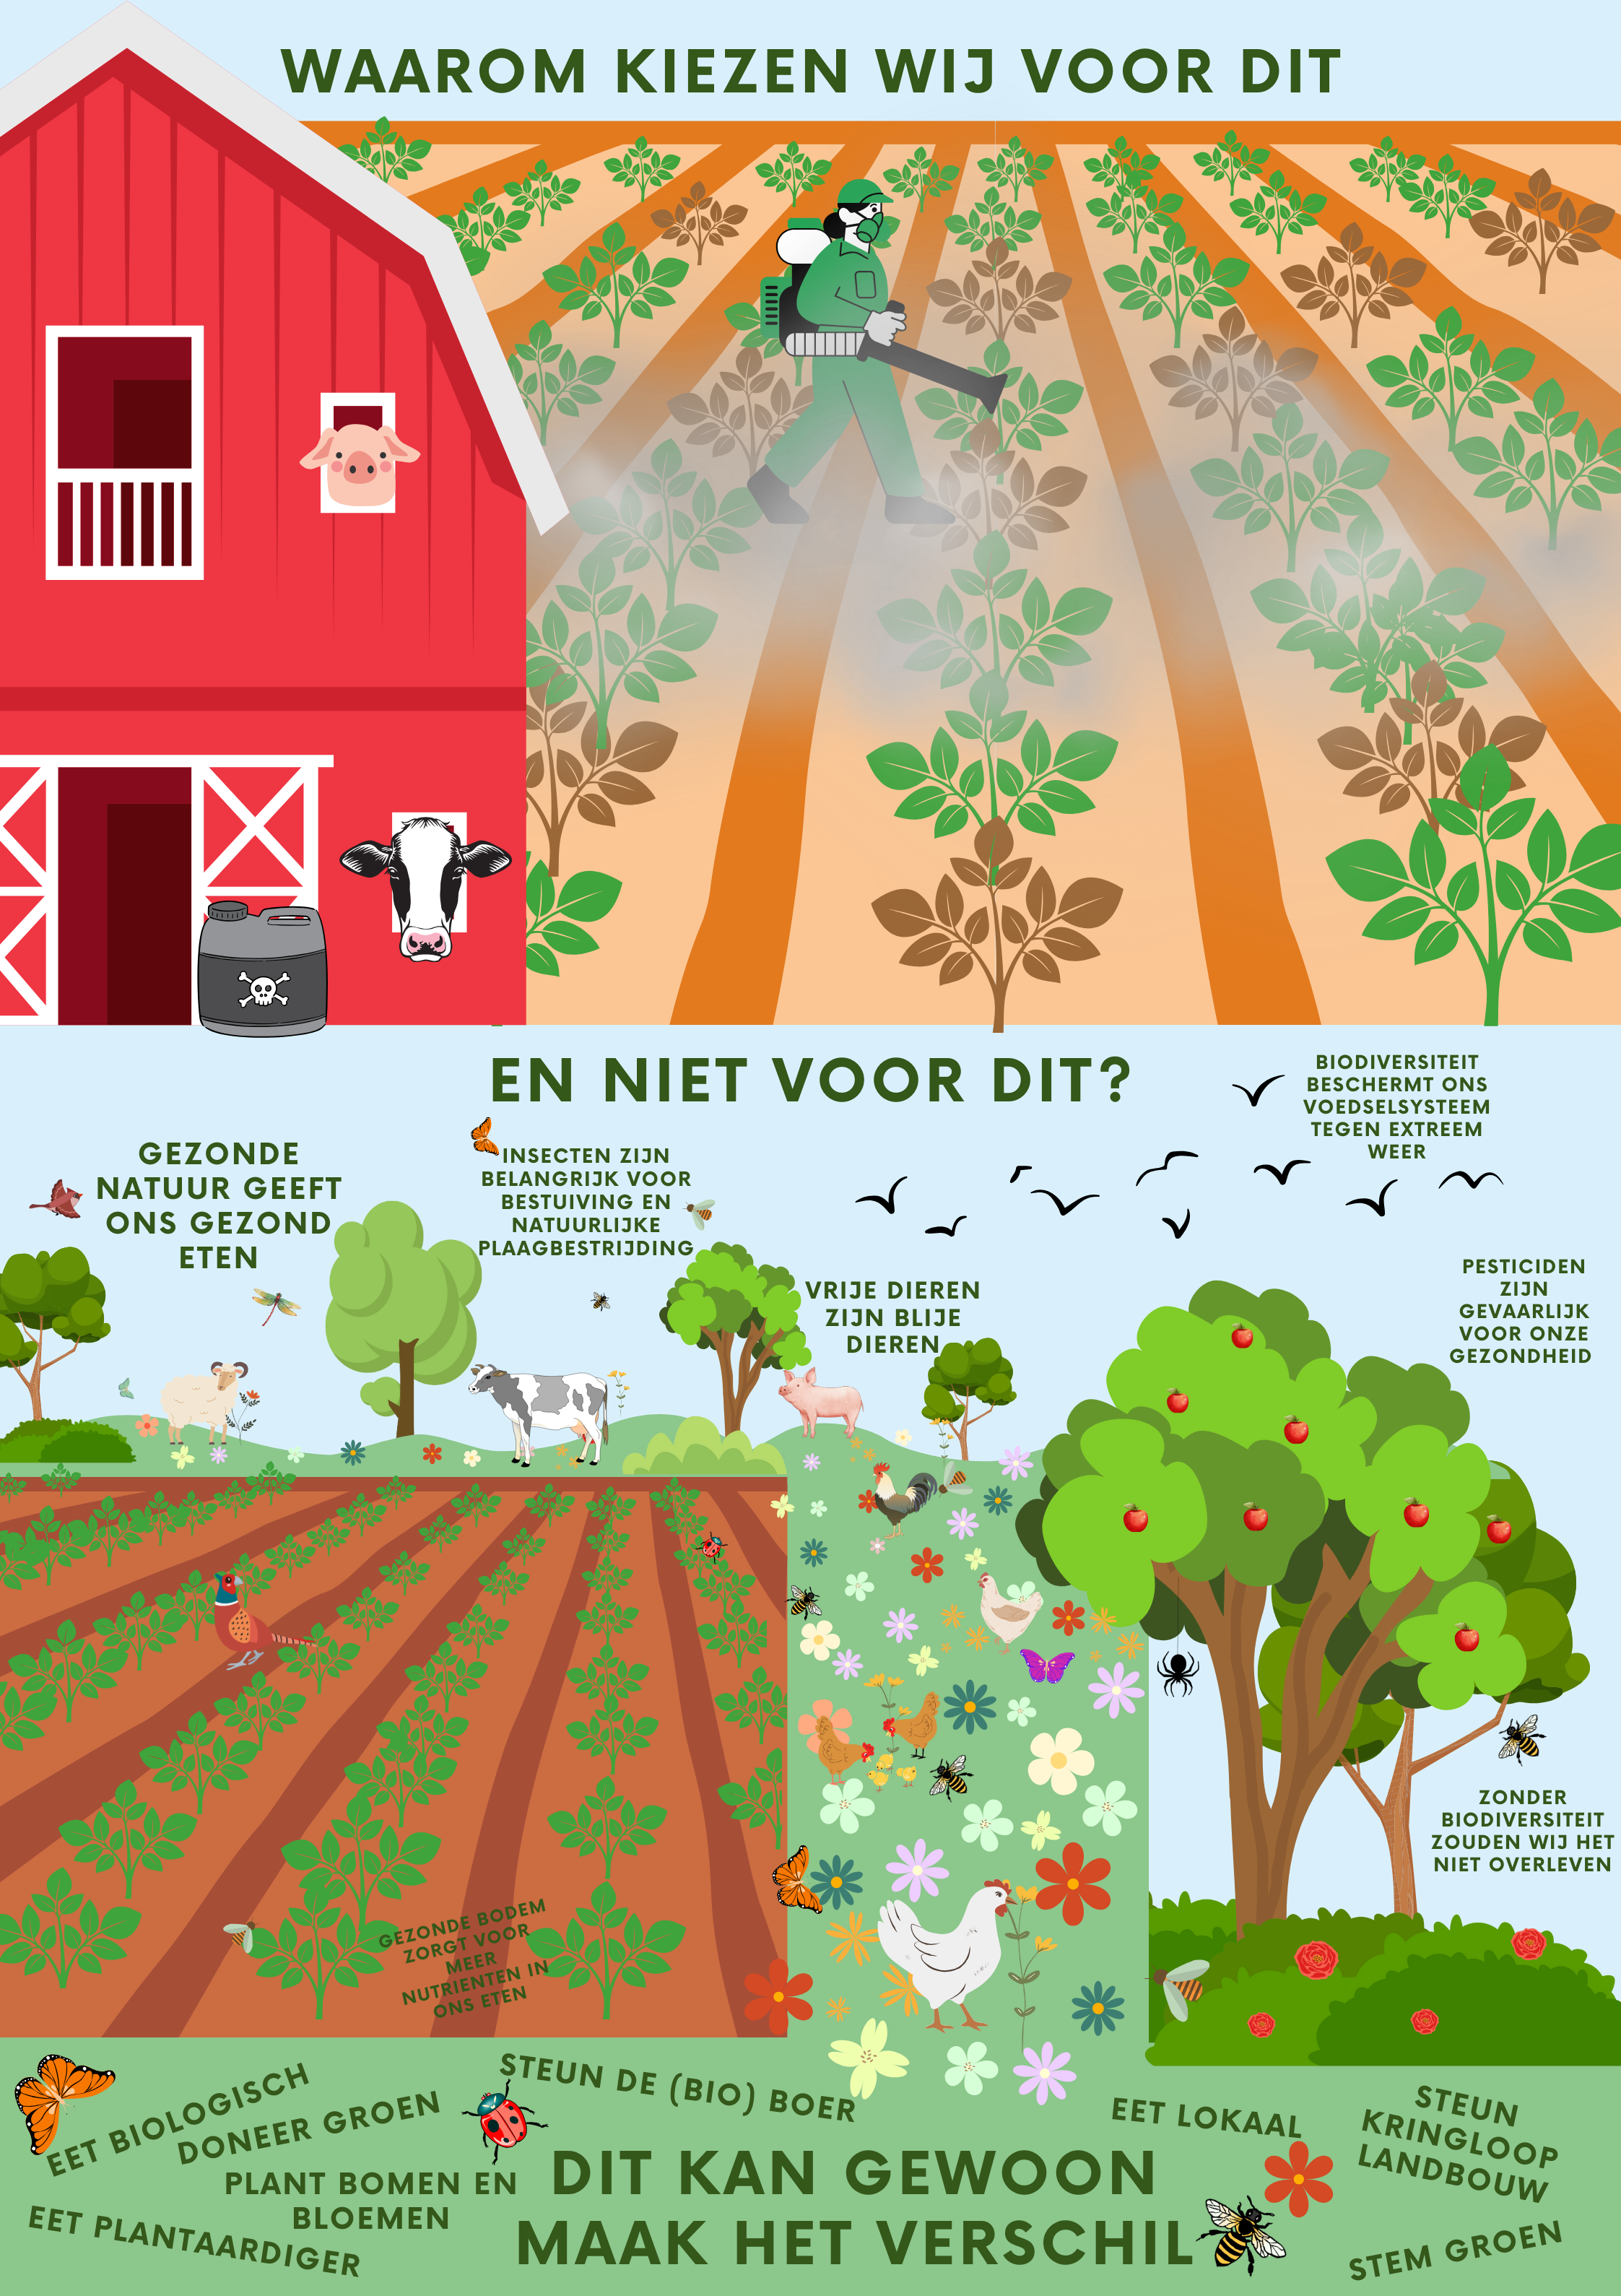 WAAROM KIEZEN WIJ VOOR DIT
EN NIET VOOR DIT?
BIODIVERSITEIT
BESCHERMT ONS
VOEDSELSYSTEEM
TEGEN EXTREEM
WEER
GEZONDE
NATUUR GEEFT
ONS GEZOND
ETEN
INSECTEN ZIJN
BELANGRIJK VOOR
BESTUIVING EN
NATUURLIJKE
PLAAGBESTRIJDING
VRIJE DIEREN
ZIJN BLIJE
DIEREN
PESTICIDEN
ZIJN
GEVAARLIJK
VOOR ONZE
GEZONDHEID
ZONDER
BIODIVERSITEIT
ZOUDEN WIJ HET
NIET OVERLEVEN
GEZONDE BODEM
ZORGT VOOR
MEER
NUTRIENTEN IN
ONS ETEN
EET BIOLOGISCH
DONEER GROEN
STEUN DE (BIO) BOER
EET LOKAAL
STEUN
KRINGLOOP
LANDBOUW
PLANT BOMEN EN
BLOEMEN
EET PLANTAARDIGER
DIT KAN GEWOON
MAAK HET VERSCHIL
STEM GROEN